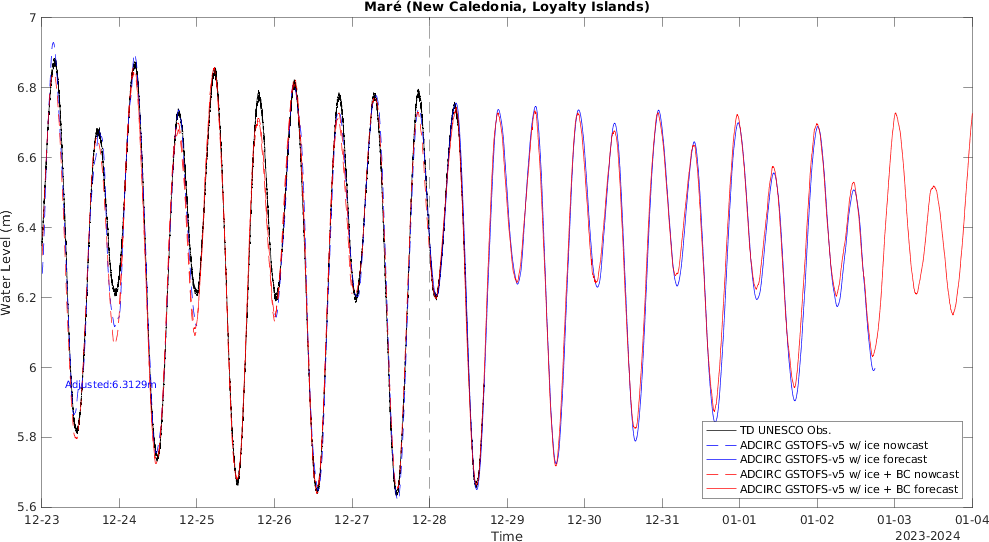 Maré (New Caledonia, Loyalty Islands)
7
6.8
6.6
6.4
6.2
6
5.8
5.6
Water Level (m)
Adjusted:6.3129m
TD UNESCO Obs.
ADCIRC GSTOFS-v5 w/ ice nowcast
ADCIRC GSTOFS-v5 w/ ice forecast
ADCIRC GSTOFS-v5 w/ ice + BC nowcast
ADCIRC GSTOFS-v5 w/ ice + BC forecast
12-23 12-24 12-25 12-26 12-27 12-28 12-29 12-30 12-31 01-01 01-02 01-03 01-04
Time
2023-2024